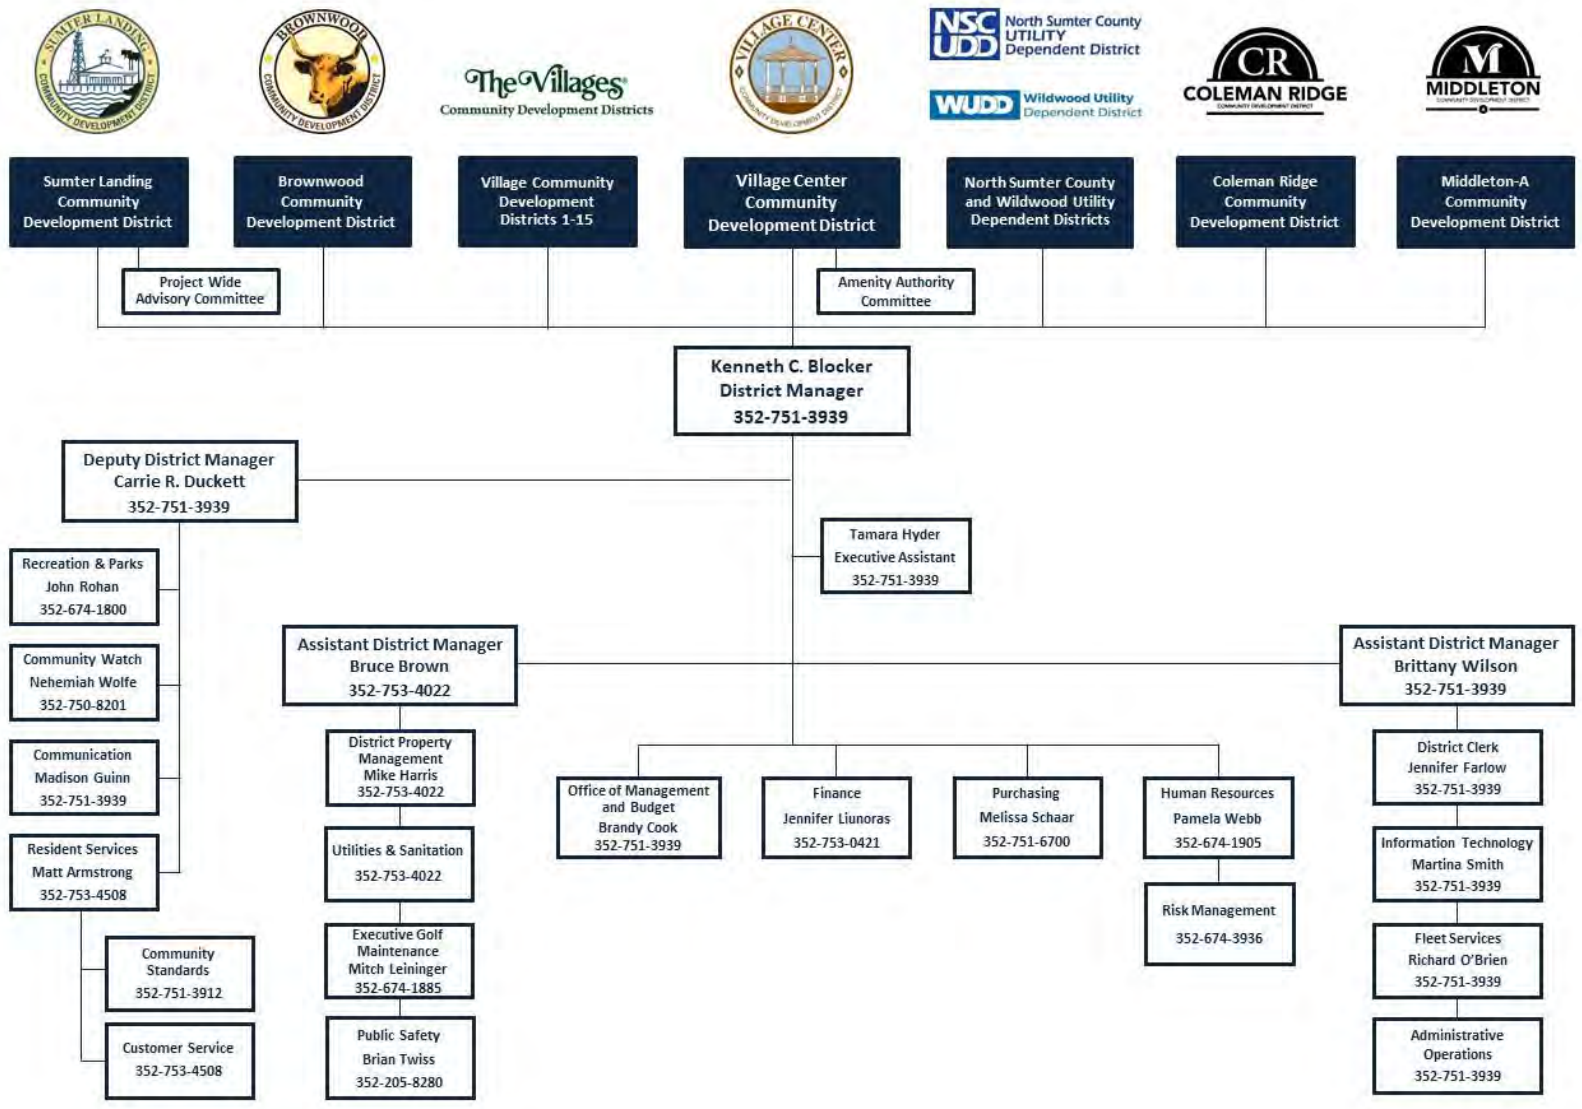 SUMTER LANDING
COMMUNITY DEVELOPMENT DISTRICT
BROWNWOOD
COMMUNITY DEVELOPMENT DISTRICT
The Villages®
Community Development Districts
VILLAGE CENTER
COMMUNITY DEVELOPMENT DISTRICT
NSC
UDD
North Sumter County
UTILITY
Dependent District
WUDD
Wildwood Utility
Dependent District
CR
COLEMAN RIDGE
COMMUNITY DEVELOPMENT DISTRICT
M
MIDDLETON
COMMUNITY DEVELOPMENT DISTRICT
Sumter Landing
Community
Development District
Brownwood
Community
Development District
Village Community
Development
Districts 1-15
Village Center
Community
Development District
North Sumter County
and Wildwood Utility
Dependent Districts
Coleman Ridge
Community
Development District
Middleton-A
Community
Development District
Project Wide
Advisory Committee
Amenity Authority
Committee
Kenneth C. Blocker
District Manager
352-751-3939
Deputy District Manager
Carrie R. Duckett
352-751-3939
Tamara Hyder
Executive Assistant
352-751-3939
Recreation & Parks
John Rohan
352-674-1800
Community Watch
Nehemiah Wolfe
352-750-8201
Communication
Madison Guinn
352-751-3939
Resident Services
Matt Armstrong
352-753-4508
Community
Standards
352-751-3912
Customer Service
352-753-4508
Assistant District Manager
Bruce Brown
352-753-4022
District Property
Management
Mike Harris
352-753-4022
Utilities & Sanitation
352-753-4022
Executive Golf
Maintenance
Mitch Leininger
352-674-1885
Public Safety
Brian Twiss
352-205-8280
Office of Management
and Budget
Brandy Cook
352-751-3939
Finance
Jennifer Liunoras
352-753-0421
Purchasing
Melissa Schaar
352-751-6700
Human Resources
Pamela Webb
352-674-1905
Risk Management
352-674-3936
Assistant District Manager
Brittany Wilson
352-751-3939
District Clerk
Jennifer Farlow
352-751-3939
Information Technology
Martina Smith
352-751-3939
Fleet Services
Richard O'Brien
352-751-3939
Administrative
Operations
352-751-3939